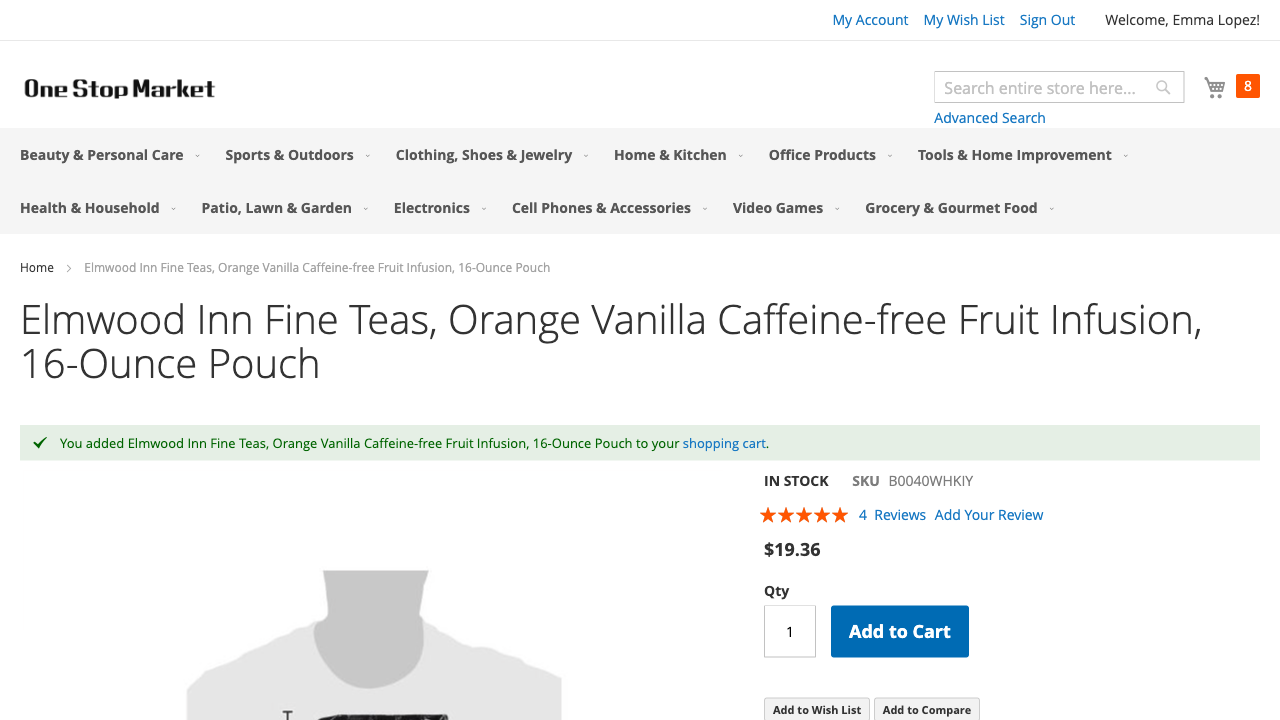 My Account My Wish List Sign Out Welcome, Emma Lopez!
One Stop Market
Search entire store here...
8
Advanced Search
Beauty & Personal Care Sports & Outdoors Clothing, Shoes & Jewelry Home & Kitchen Office Products Tools & Home Improvement
Health & Household Patio, Lawn & Garden Electronics Cell Phones & Accessories Video Games Grocery & Gourmet Food
Home Elmwood Inn Fine Teas, Orange Vanilla Caffeine-free Fruit Infusion, 16-Ounce Pouch
Elmwood Inn Fine Teas, Orange Vanilla Caffeine-free Fruit Infusion,
16-Ounce Pouch
You added Elmwood Inn Fine Teas, Orange Vanilla Caffeine-free Fruit Infusion, 16-Ounce Pouch to your shopping cart.
IN STOCK SKU B0040WHKIY
4 Reviews Add Your Review
$19.36
Qty
1 Add to Cart
Add to Wish List Add to Compare